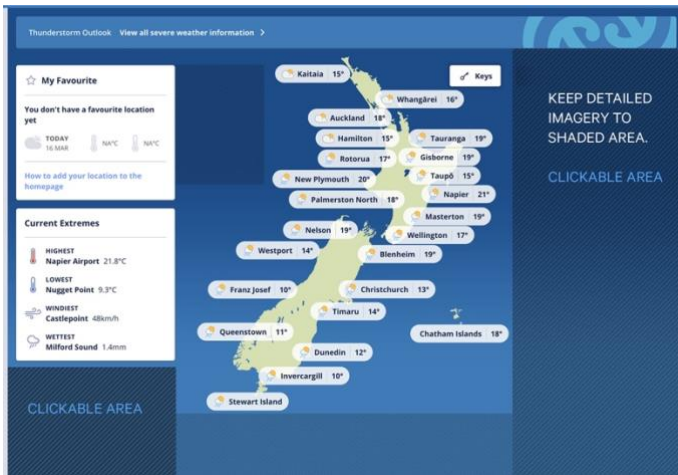 Thunderstorm Outlook View all severe weather information >
My Favourite
You don't have a favourite location
yet
TODAY
16 MAR
NA°C
NA°C
How to add your location to the
homepage
Current Extremes
HIGHEST
Napier Airport 21.8°C
LOWEST
Nugget Point 9.3°C
WINDIEST
Castlepoint 48km/h
WETTEST
Milford Sound 1.4mm
CLICKABLE AREA
Keys
Kaitaia 15°
Whangārei 16°
Auckland 18°
Hamilton 15°
Tauranga 19°
Rotorua 17°
Gisborne 19°
New Plymouth 20°
Taupō 15°
Palmerston North 18°
Napier 21°
Masterton 19°
Nelson 19°
Wellington 17°
Westport 14°
Blenheim 19°
Franz Josef 10°
Christchurch 13°
Timaru 14°
Queenstown 11°
Chatham Islands 18°
Dunedin 12°
Invercargill 10°
Stewart Island
KEEP DETAILED
IMAGERY TO
SHADED AREA.
CLICKABLE AREA